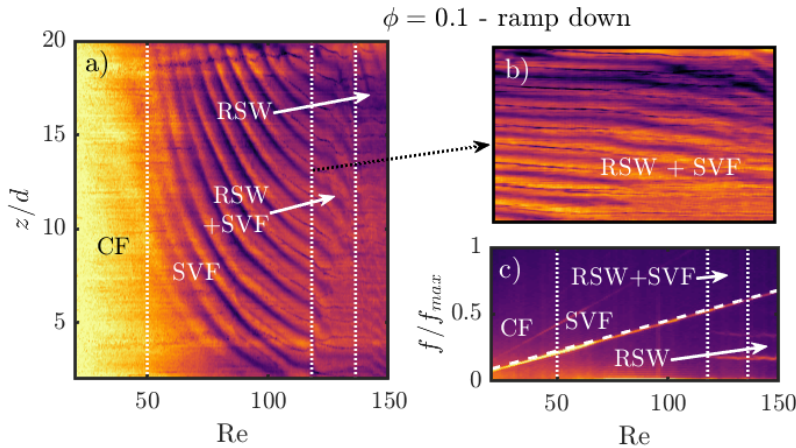 ϕ = 0.1 - ramp down
a)
20
15
10
5
z/d
CF
SVF
RSW
RSW
+SVF
50
100
150
Re
b)
RSW + SVF
c)
1
0.5
0
f/f_max
CF
SVF
RSW+SVF
RSW
50
100
150
Re